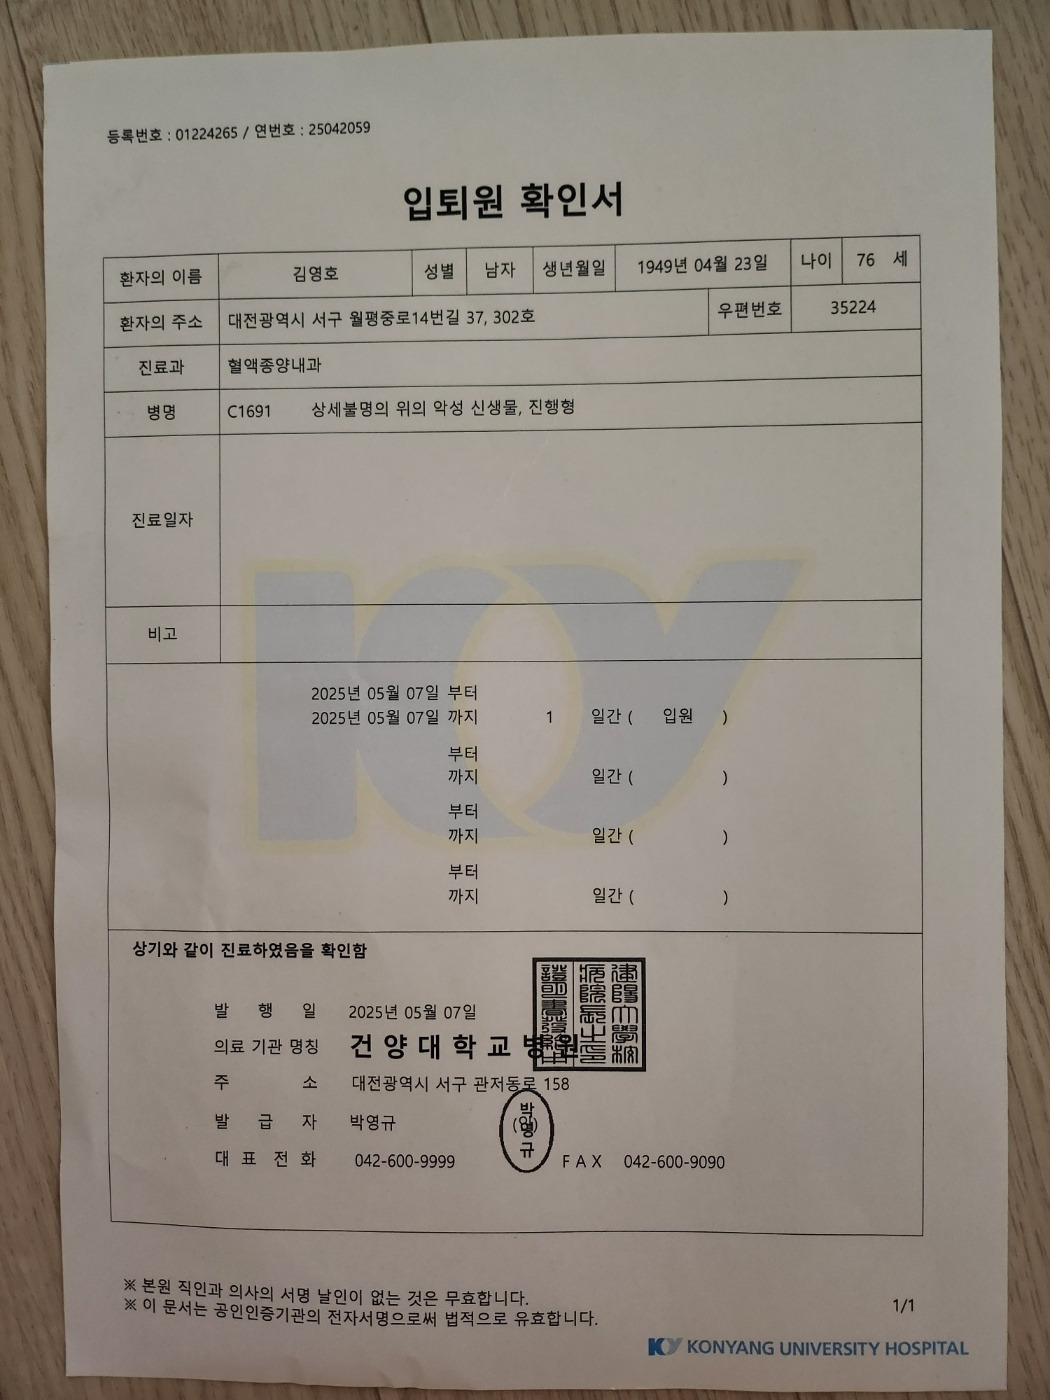 등록번호 : 01224265 / 연번호 : 25042059
입퇴원 확인서
환자의 이름 김영호 성별 남자 생년월일 1949년 04월 23일 나이 76 세
환자의 주소 대전광역시 서구 월평중로14번길 37, 302호 우편번호 35224
진료과 혈액종양내과
병명 C1691 상세불명의 위의 악성 신생물, 진행형
진료일자
비고
2025년 05월 07일 부터
2025년 05월 07일 까지 1 일간 ( 입원 )
부터
까지 일간 ( )
부터
까지 일간 ( )
부터
까지 일간 ( )
상기와 같이 진료하였음을 확인함
발 행 일 2025년 05월 07일
의료 기관 명칭 건양대학교병원
주 소 대전광역시 서구 관저동로 158
발 급 자 박영규 (인)
박영규
대 표 전 화 042-600-9999 F A X 042-600-9090
※ 본원 직인과 의사의 서명 날인이 없는 것은 무효합니다.
※ 이 문서는 공인인증기관의 전자서명으로써 법적으로 유효합니다.
1/1
KY KONYANG UNIVERSITY HOSPITAL